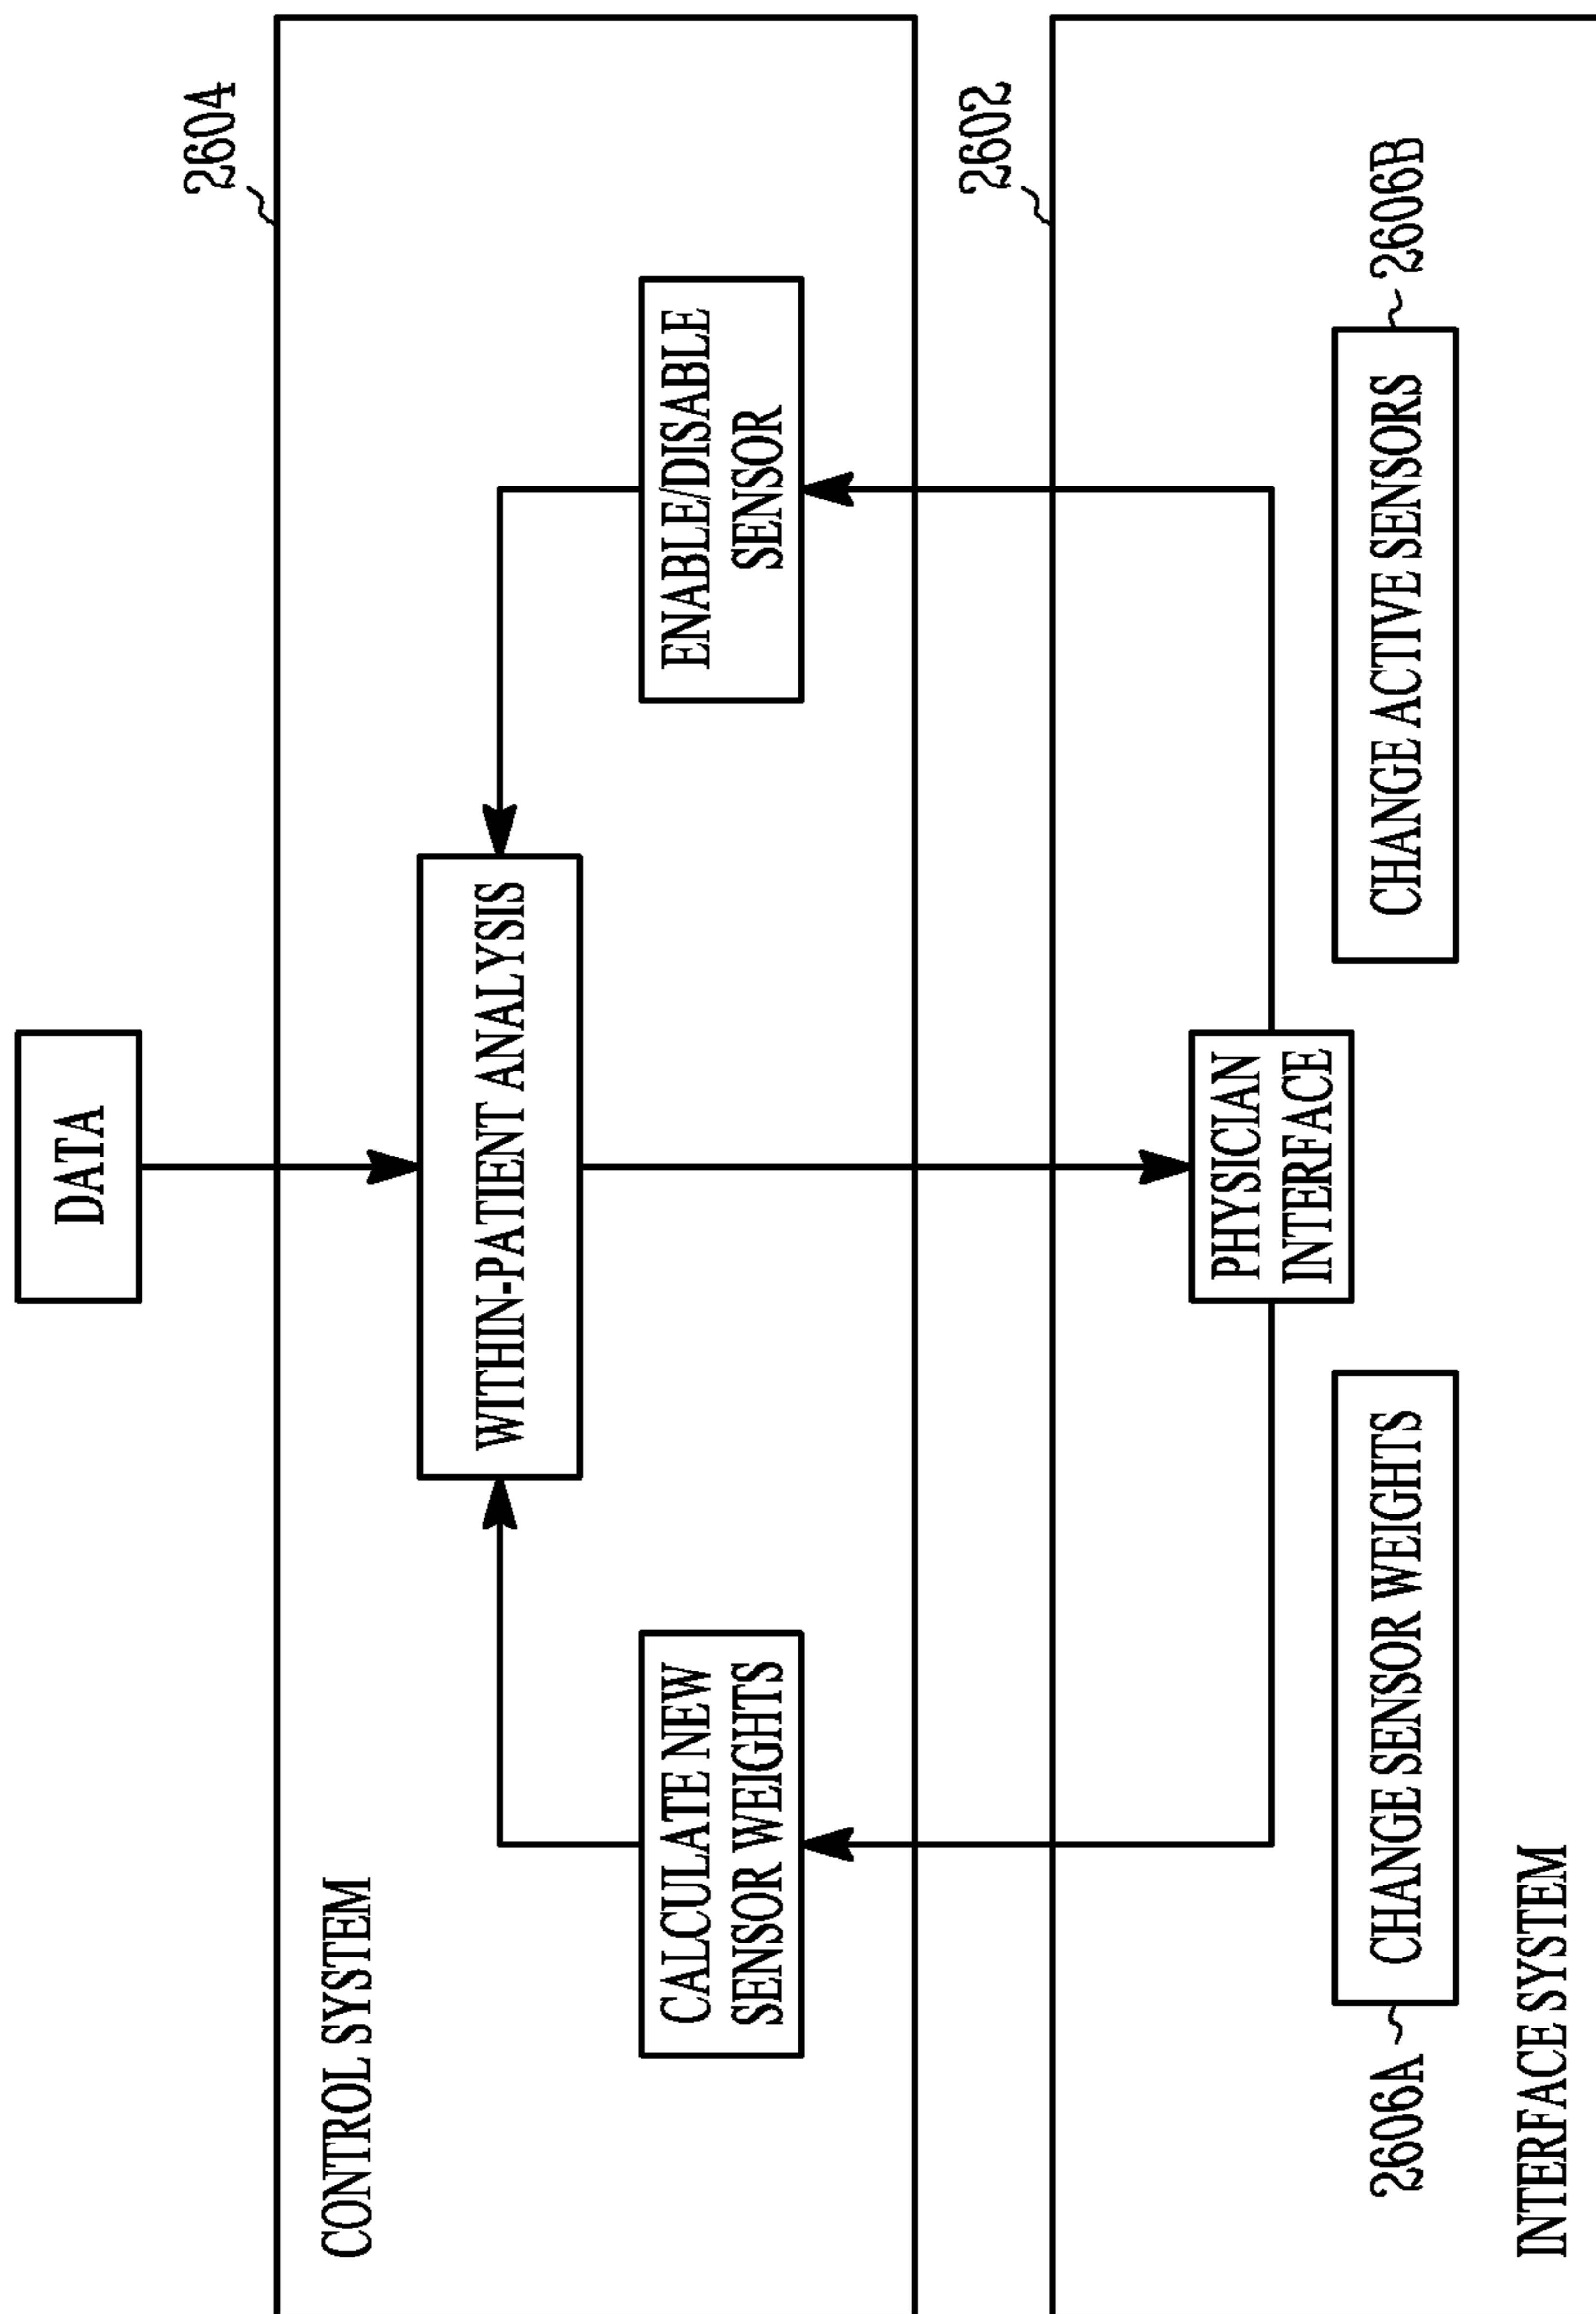 DATA
CONTROL SYSTEM
2604
WITHIN-PATIENT ANALYSIS
CALCULATE NEW
SENSOR WEIGHTS
ENABLE/DISABLE
SENSOR
2602
PHYSICIAN
INTERFACE
2606A
CHANGE SENSOR WEIGHTS
CHANGE ACTIVE SENSORS
2606B
INTERFACE SYSTEM